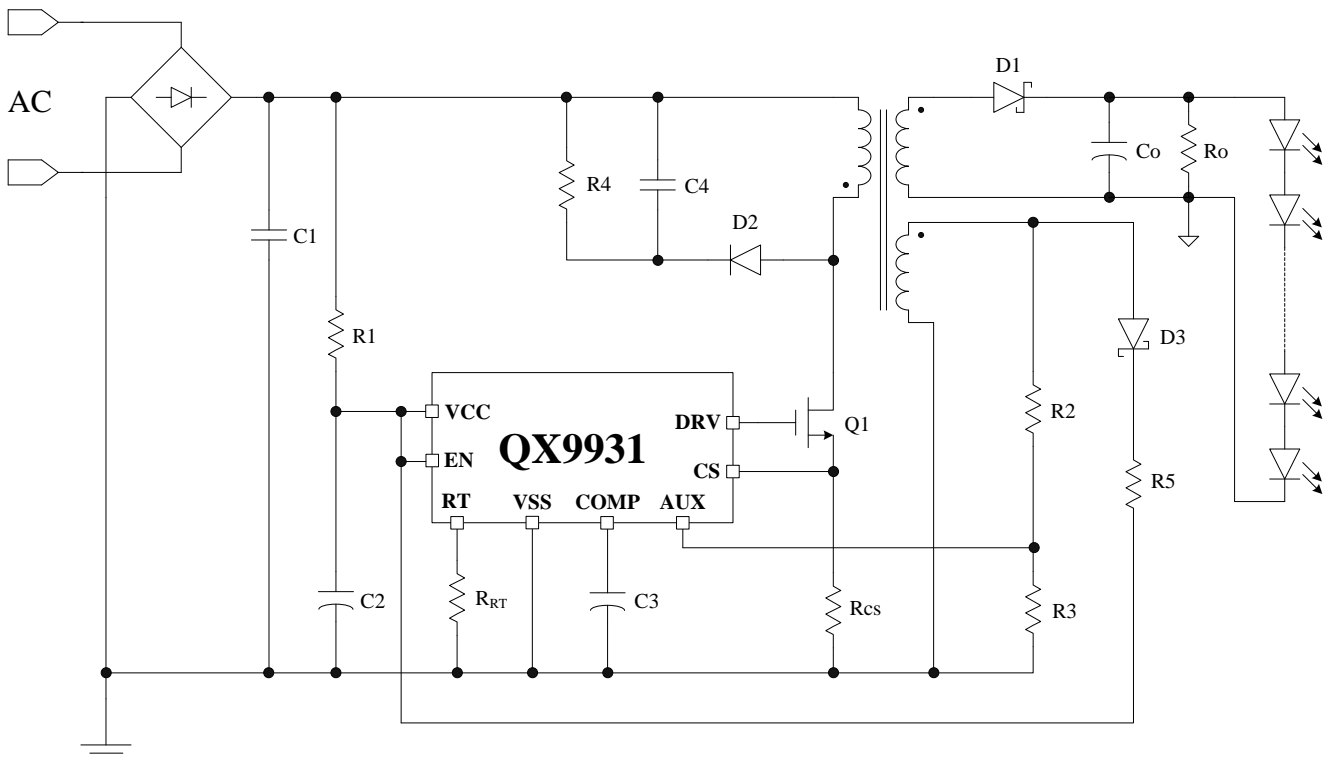 D1
AC
Co
Ro
R4
C4
D2
C1
R1
D3
VCC
DRV
Q1
R2
QX9931
EN
CS
R5
RT
VSS
COMP
AUX
C2
RRT
C3
Rcs
R3